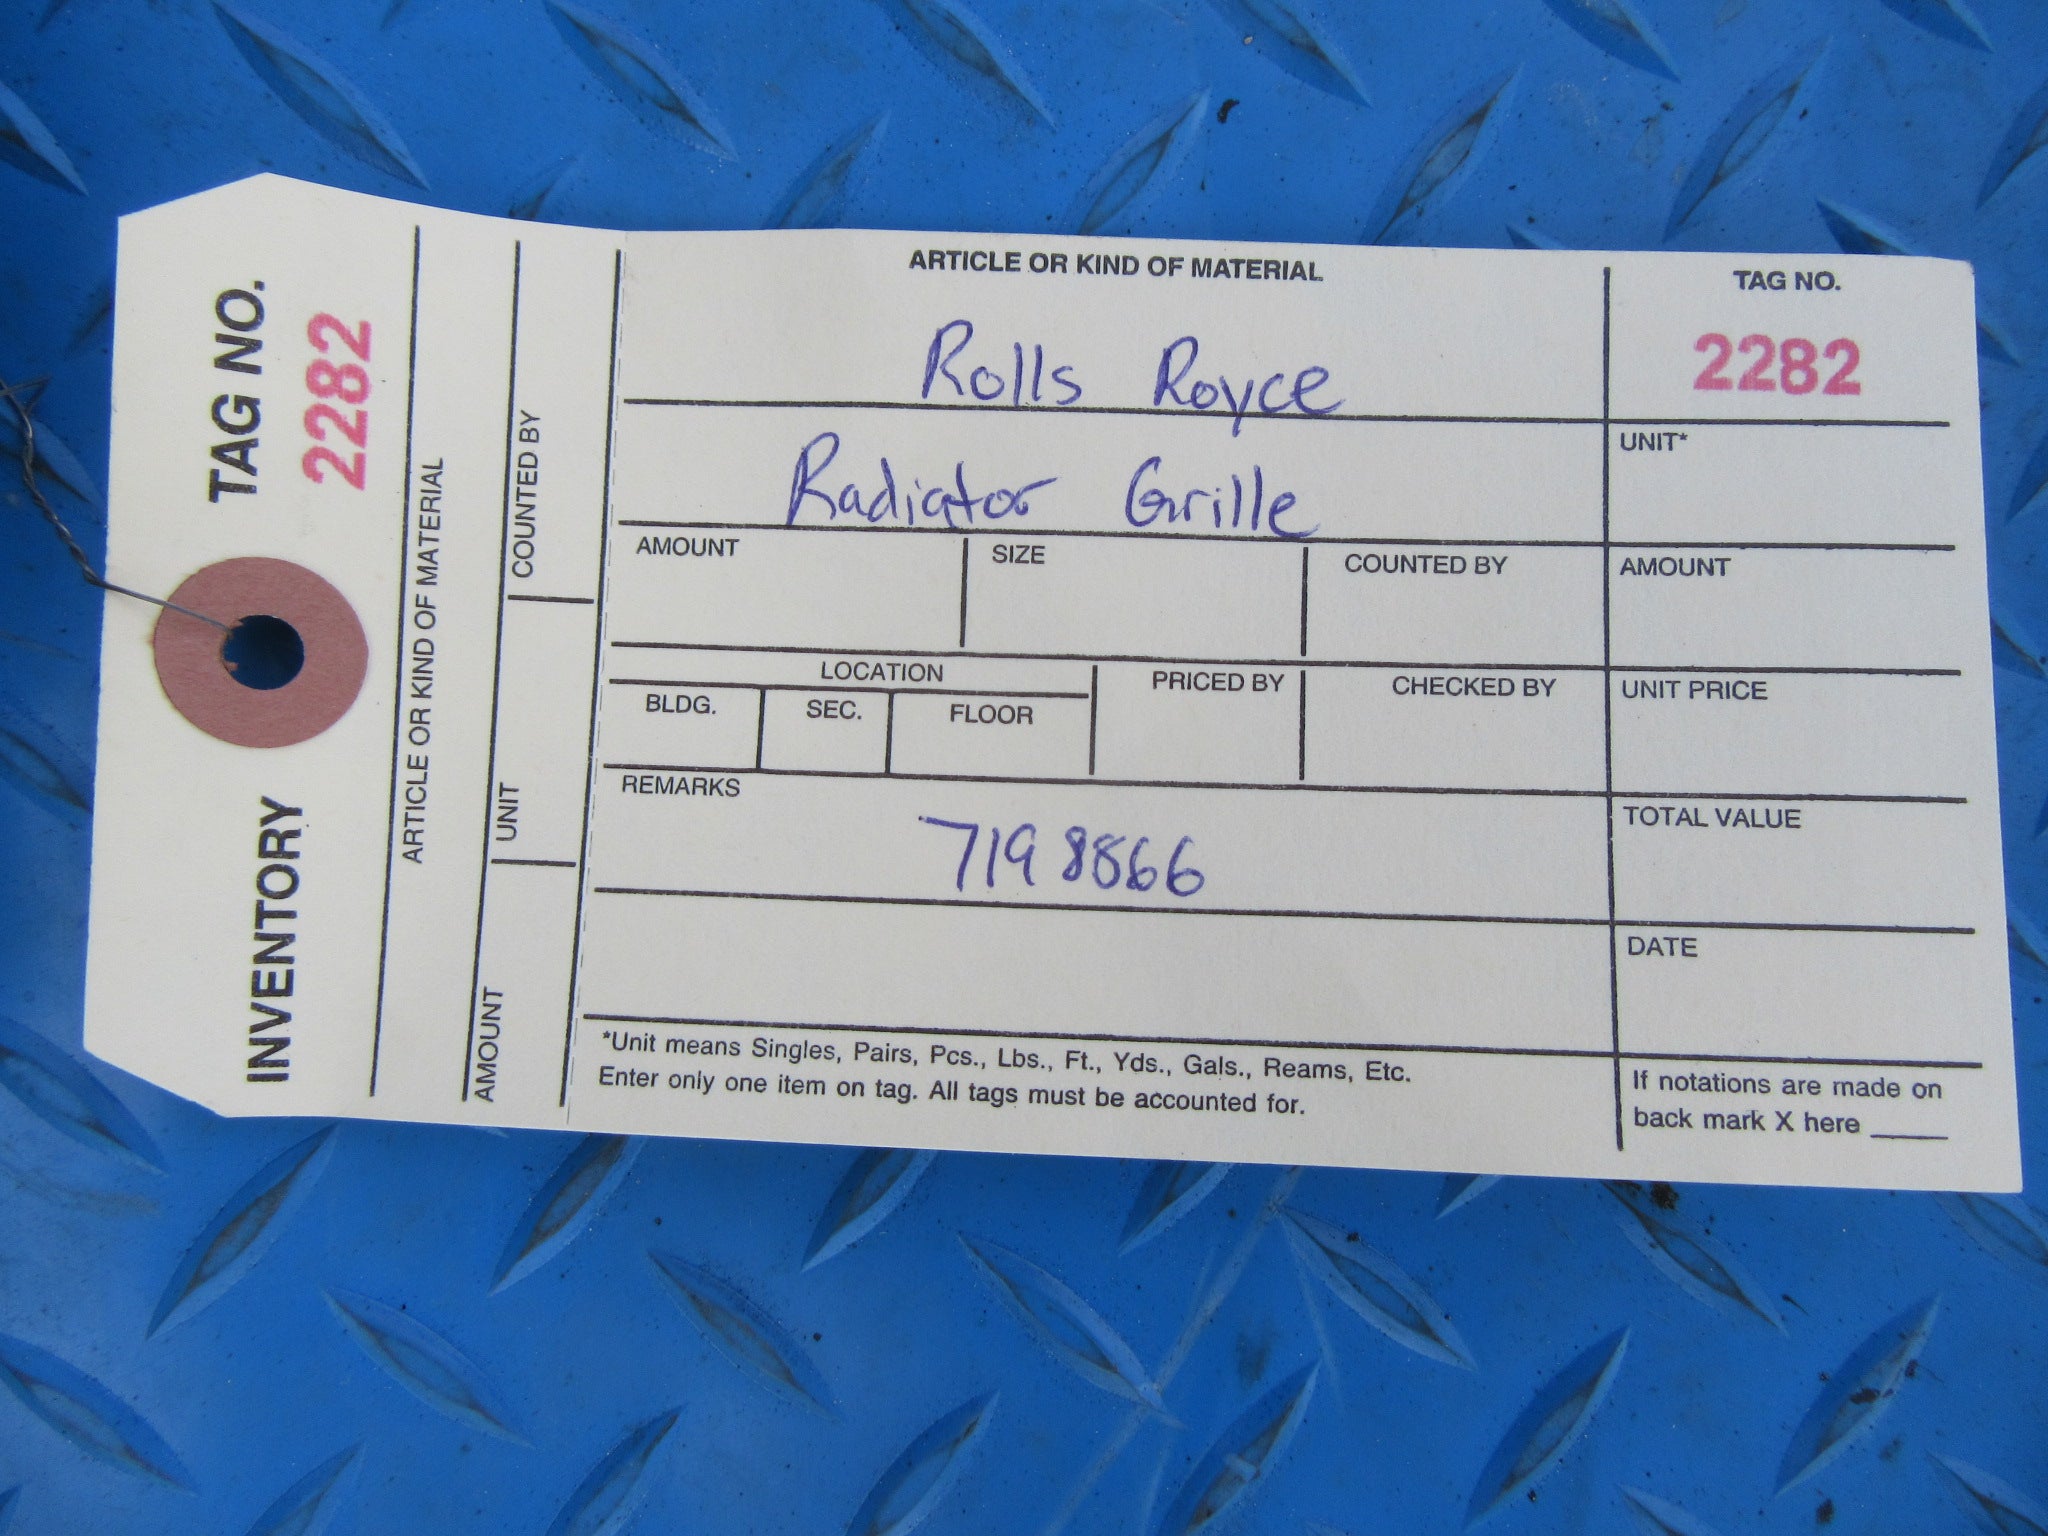 INVENTORY TAG NO.
2282
ARTICLE OR KIND OF MATERIAL
AMOUNT UNIT COUNTED BY
ARTICLE OR KIND OF MATERIAL
Rolls Royce
Radiator Grille
TAG NO.
2282
UNIT*
AMOUNT SIZE COUNTED BY AMOUNT
LOCATION PRICED BY CHECKED BY UNIT PRICE
BLDG. SEC. FLOOR
REMARKS
7198866
TOTAL VALUE
DATE
*Unit means Singles, Pairs, Pcs., Lbs., Ft., Yds., Gals., Reams, Etc.
Enter only one item on tag. All tags must be accounted for.
If notations are made on
back mark X here ____